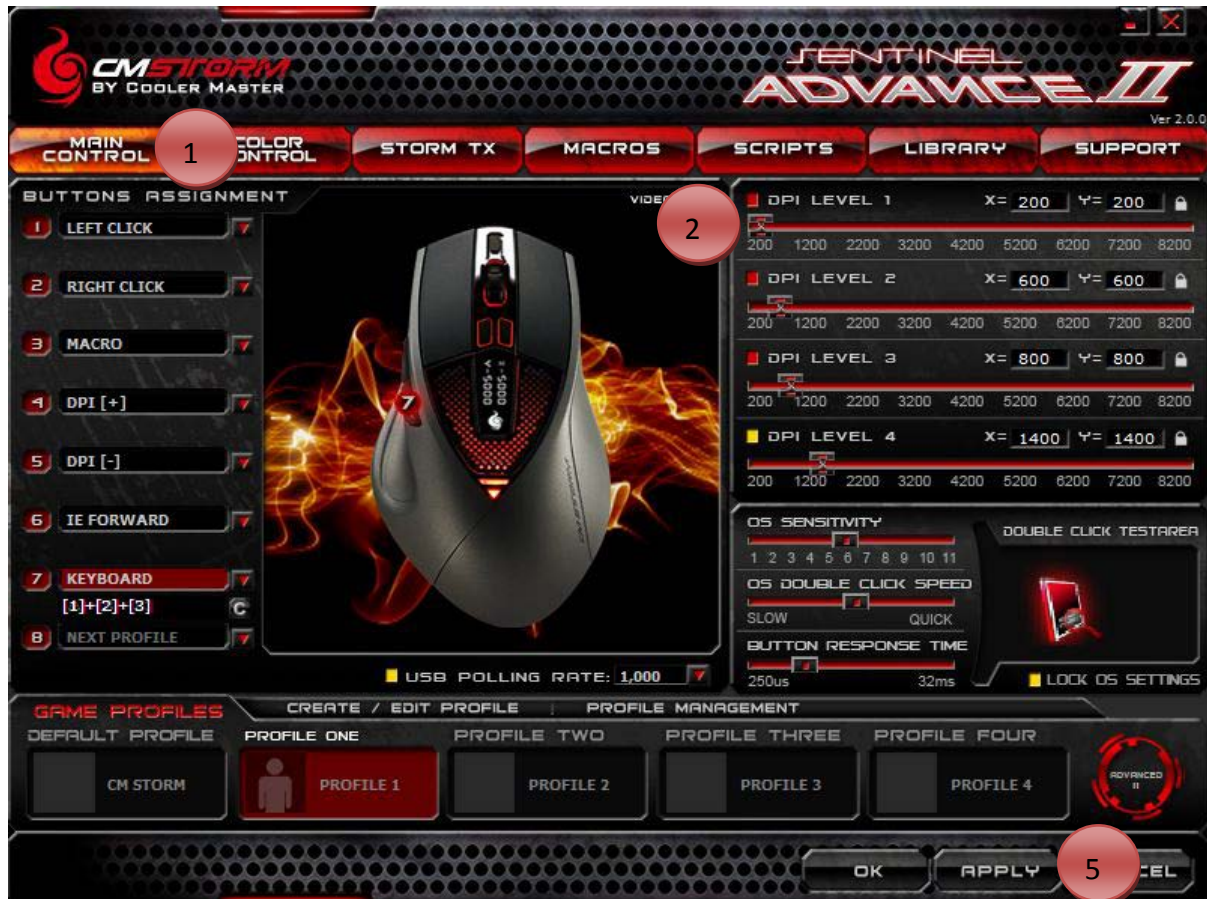 CMSTORM
BY COOLER MASTER
SENTINEL
ADVANCE II
Ver 2.0.0
MAIN CONTROL
1
STORM TX
MACROS
SCRIPTS
LIBRARY
SUPPORT
BUTTONS ASSIGNMENT
1 LEFT CLICK
2 RIGHT CLICK
3 MACRO
4 DPI [+]
5 DPI [-]
6 IE FORWARD
7 KEYBOARD
[1]+[2]+[3] C
8 NEXT PROFILE
7
X-5000
Y-5000
USB POLLING RATE: 1,000
2
DPI LEVEL 1 X= 200 Y= 200
200 1200 2200 3200 4200 5200 6200 7200 8200
DPI LEVEL 2 X= 600 Y= 600
200 1200 2200 3200 4200 5200 6200 7200 8200
DPI LEVEL 3 X= 800 Y= 800
200 1200 2200 3200 4200 5200 6200 7200 8200
DPI LEVEL 4 X= 1400 Y= 1400
200 1200 2200 3200 4200 5200 6200 7200 8200
OS SENSITIVITY
1 2 3 4 5 6 7 8 9 10 11
OS DOUBLE CLICK SPEED
SLOW QUICK
BUTTON RESPONSE TIME
250us 32ms
DOUBLE CLICK TESTAREA
LOCK OS SETTINGS
GAME PROFILES
CREATE / EDIT PROFILE | PROFILE MANAGEMENT
DEFAULT PROFILE PROFILE ONE PROFILE TWO PROFILE THREE PROFILE FOUR
CM STORM PROFILE 1 PROFILE 2 PROFILE 3 PROFILE 4
ADVANCED
II
OK APPLY 5